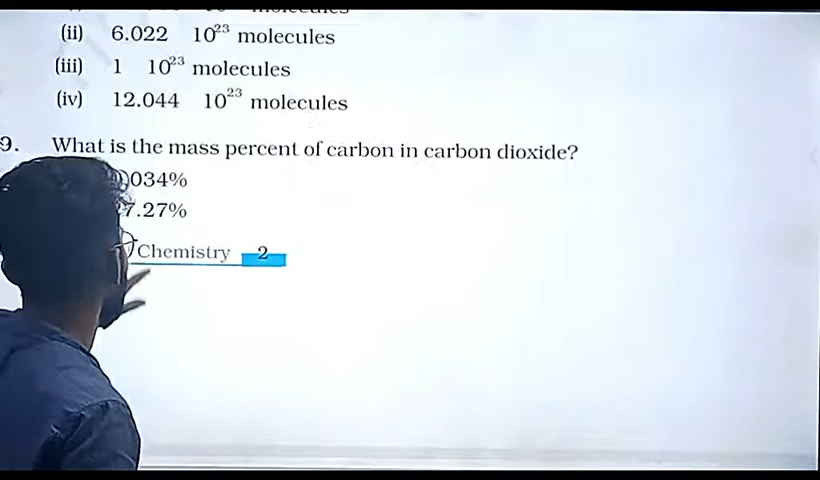 (ii) 6.022 10²³ molecules
(iii) 1 10²³ molecules
(iv) 12.044 10²³ molecules
9. What is the mass percent of carbon in carbon dioxide?
034%
7.27%
Chemistry 2